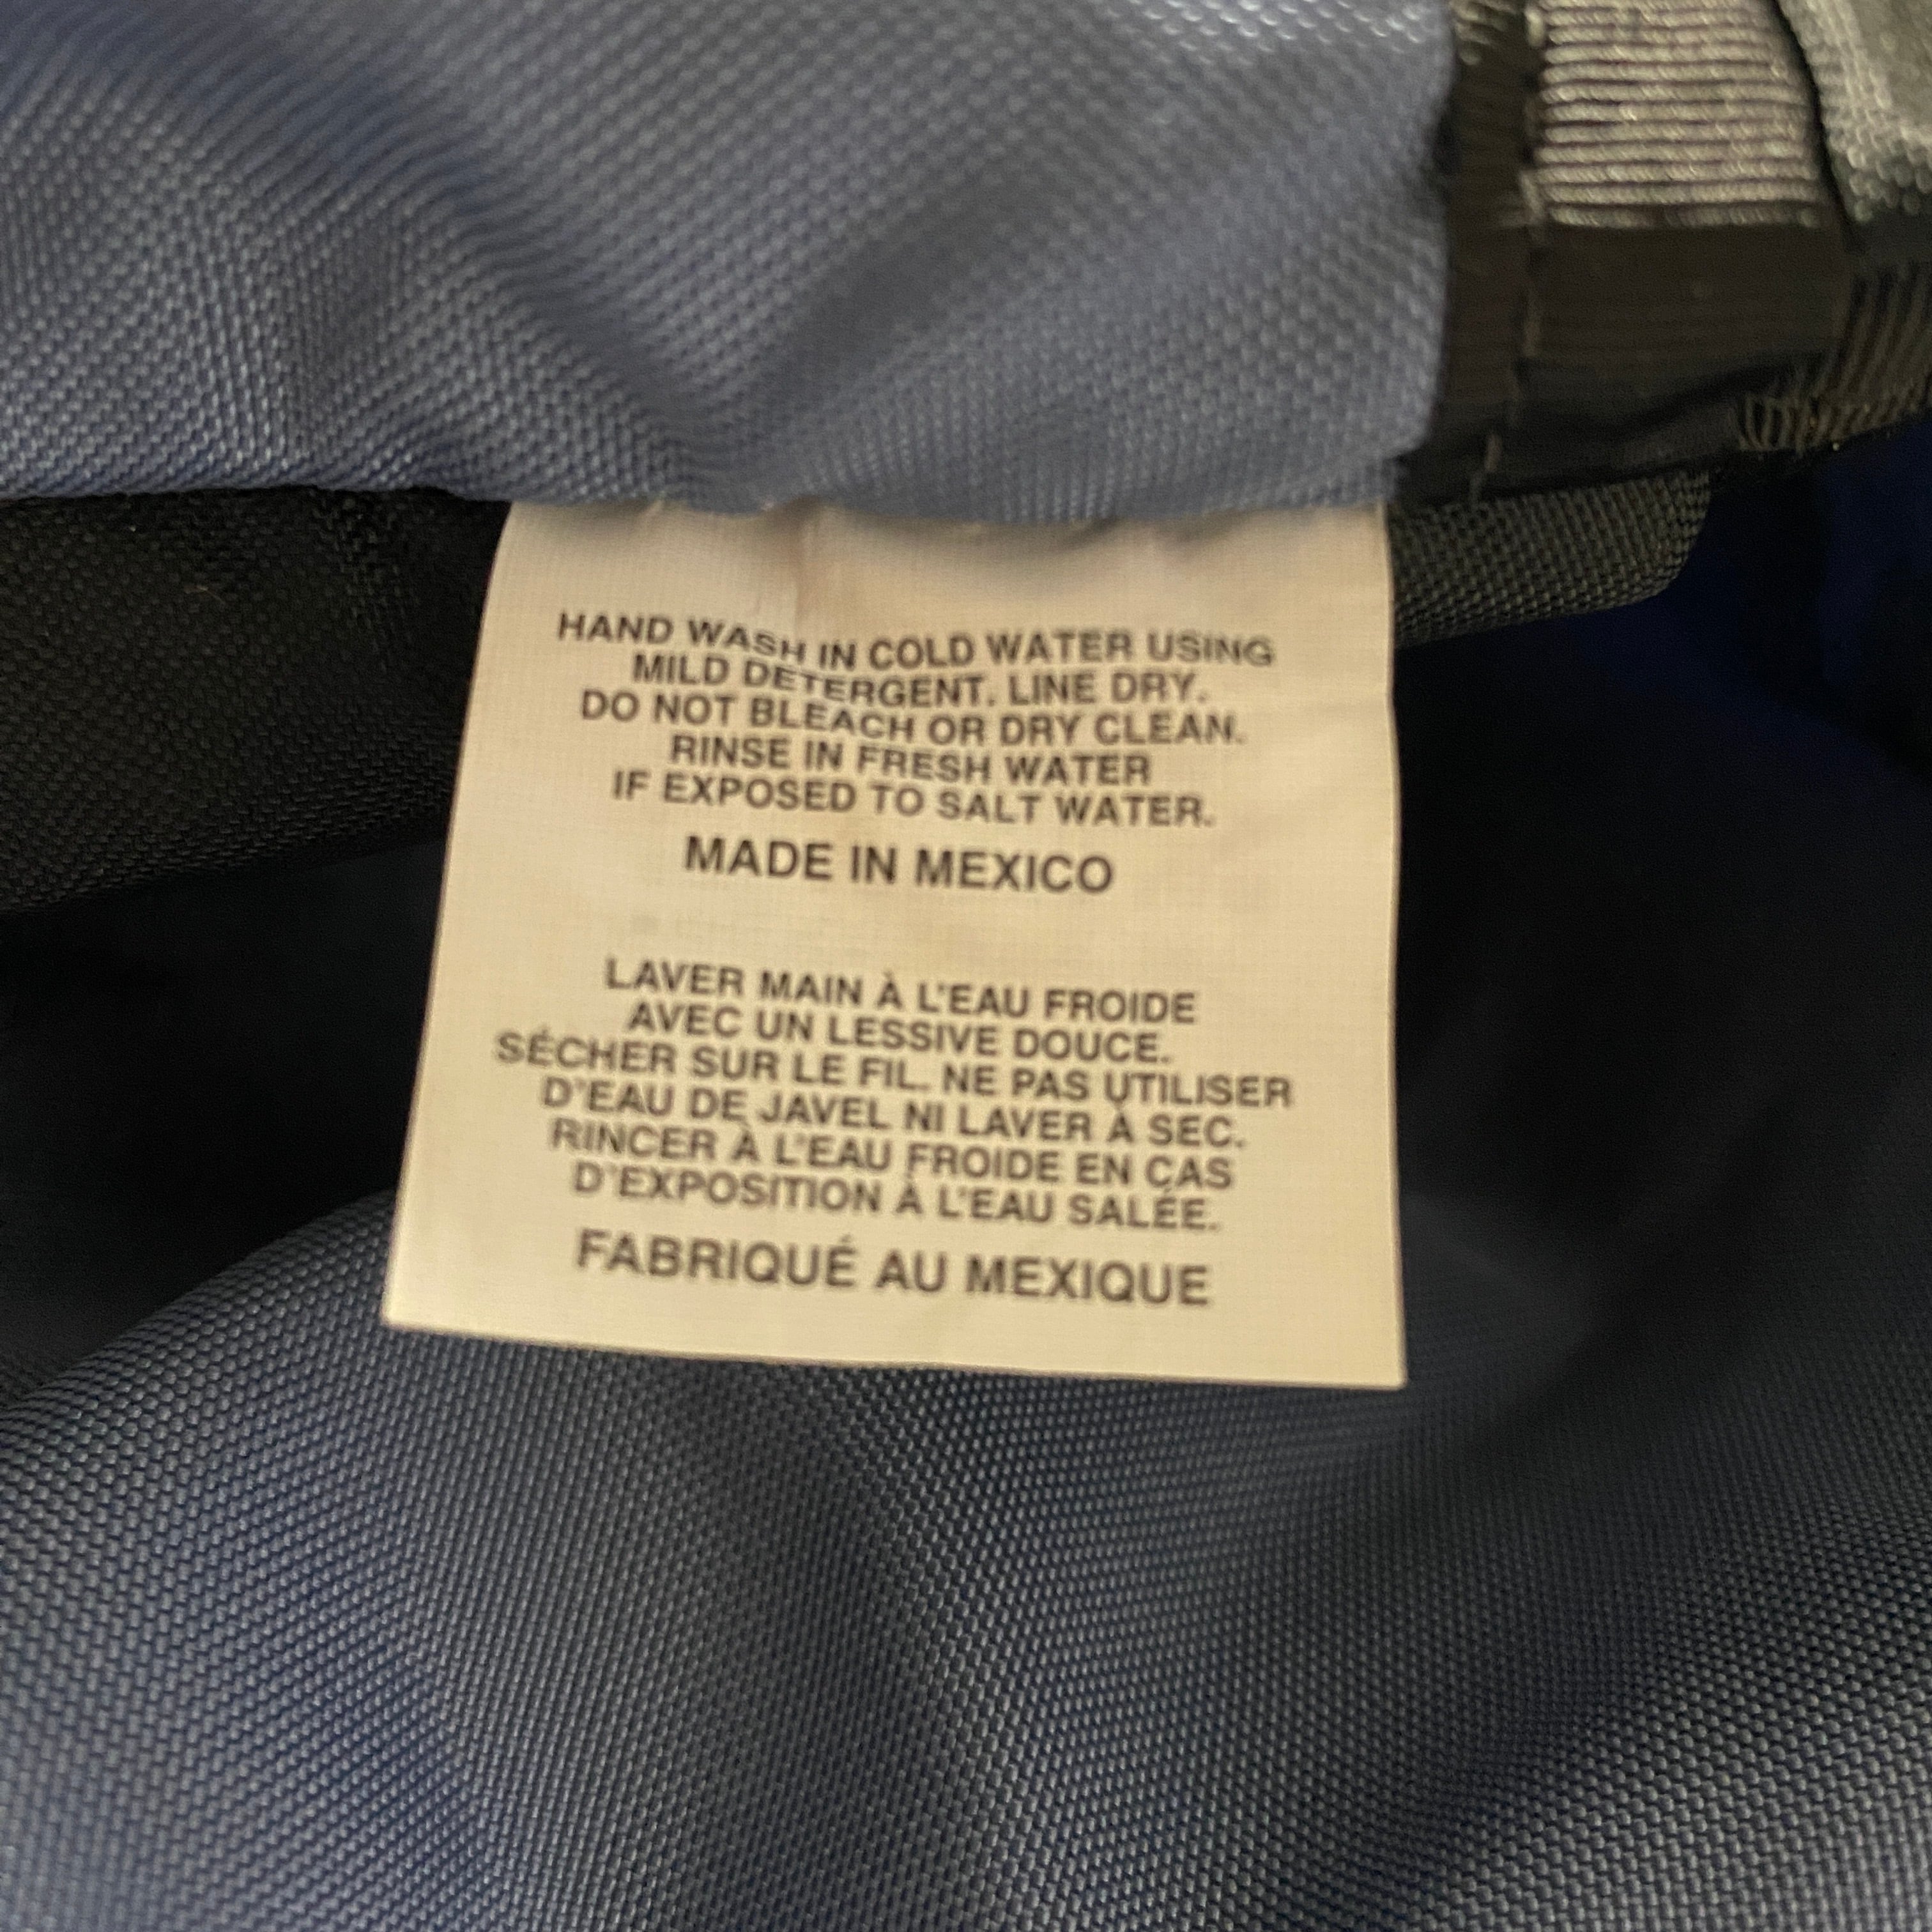 HAND WASH IN COLD WATER USING
MILD DETERGENT. LINE DRY.
DO NOT BLEACH OR DRY CLEAN.
RINSE IN FRESH WATER
IF EXPOSED TO SALT WATER.
MADE IN MEXICO
LAVER MAIN À L'EAU FROIDE
AVEC UN LESSIVE DOUCE.
SÉCHER SUR LE FIL. NE PAS UTILISER
D'EAU DE JAVEL NI LAVER À SEC.
RINCER À L'EAU FROIDE EN CAS
D'EXPOSITION À L'EAU SALÉE.
FABRIQUÉ AU MEXIQUE